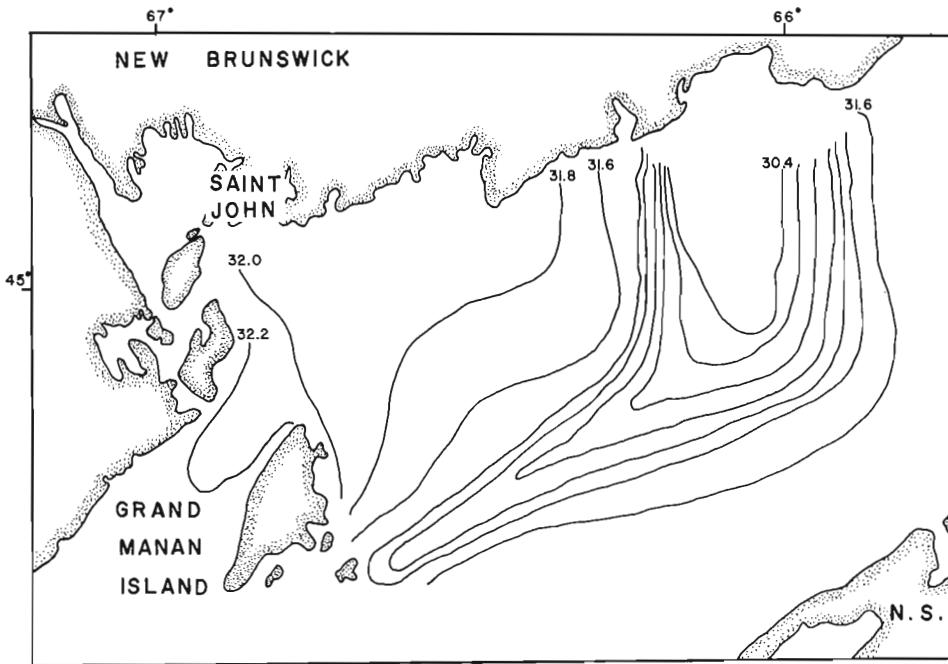 67°
66°
NEW BRUNSWICK
31.6
SAINT
JOHN
31.8
31.6
30.4
32.0
45°
32.2
GRAND
MANAN
ISLAND
N. S.